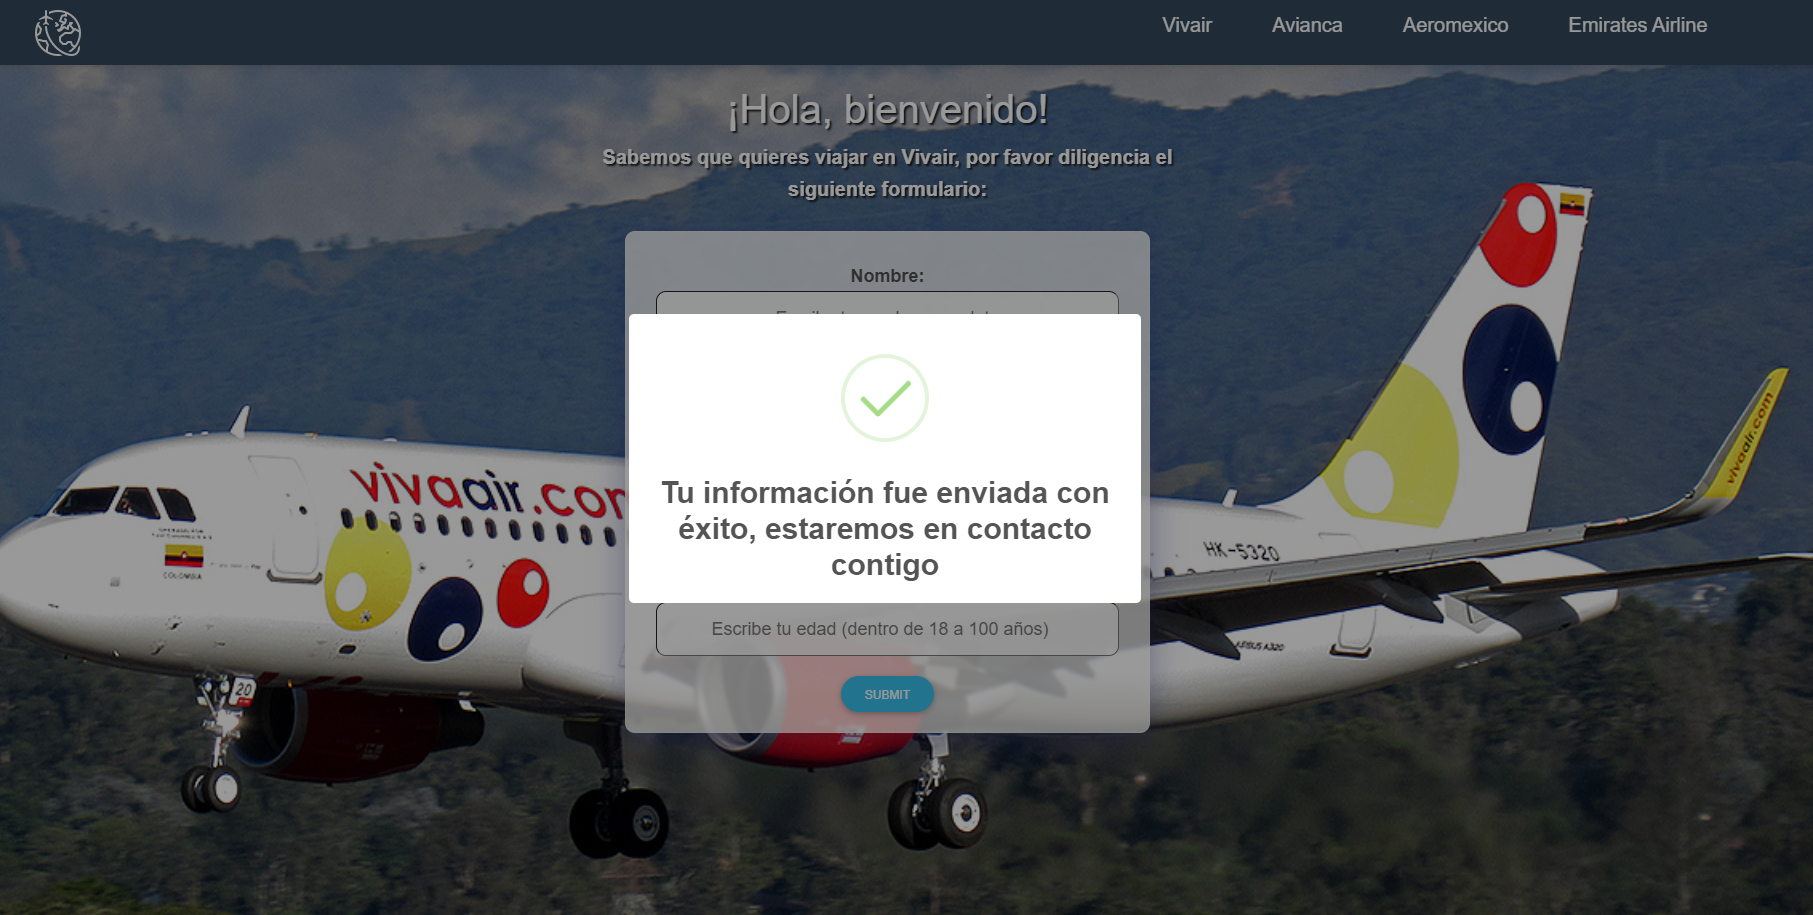 Vivair Avianca Aeromexico Emirates Airline
¡Hola, bienvenido!
Sabemos que quieres viajar en Vivair, por favor diligencia el
siguiente formulario:
Nombre:
Tu información fue enviada con
éxito, estaremos en contacto
contigo
Escribe tu edad (dentro de 18 a 100 años)
SUBMIT
vivaair.com
COLOMBIA
20
HK-5320
AIRBUS A320
vivaair.com